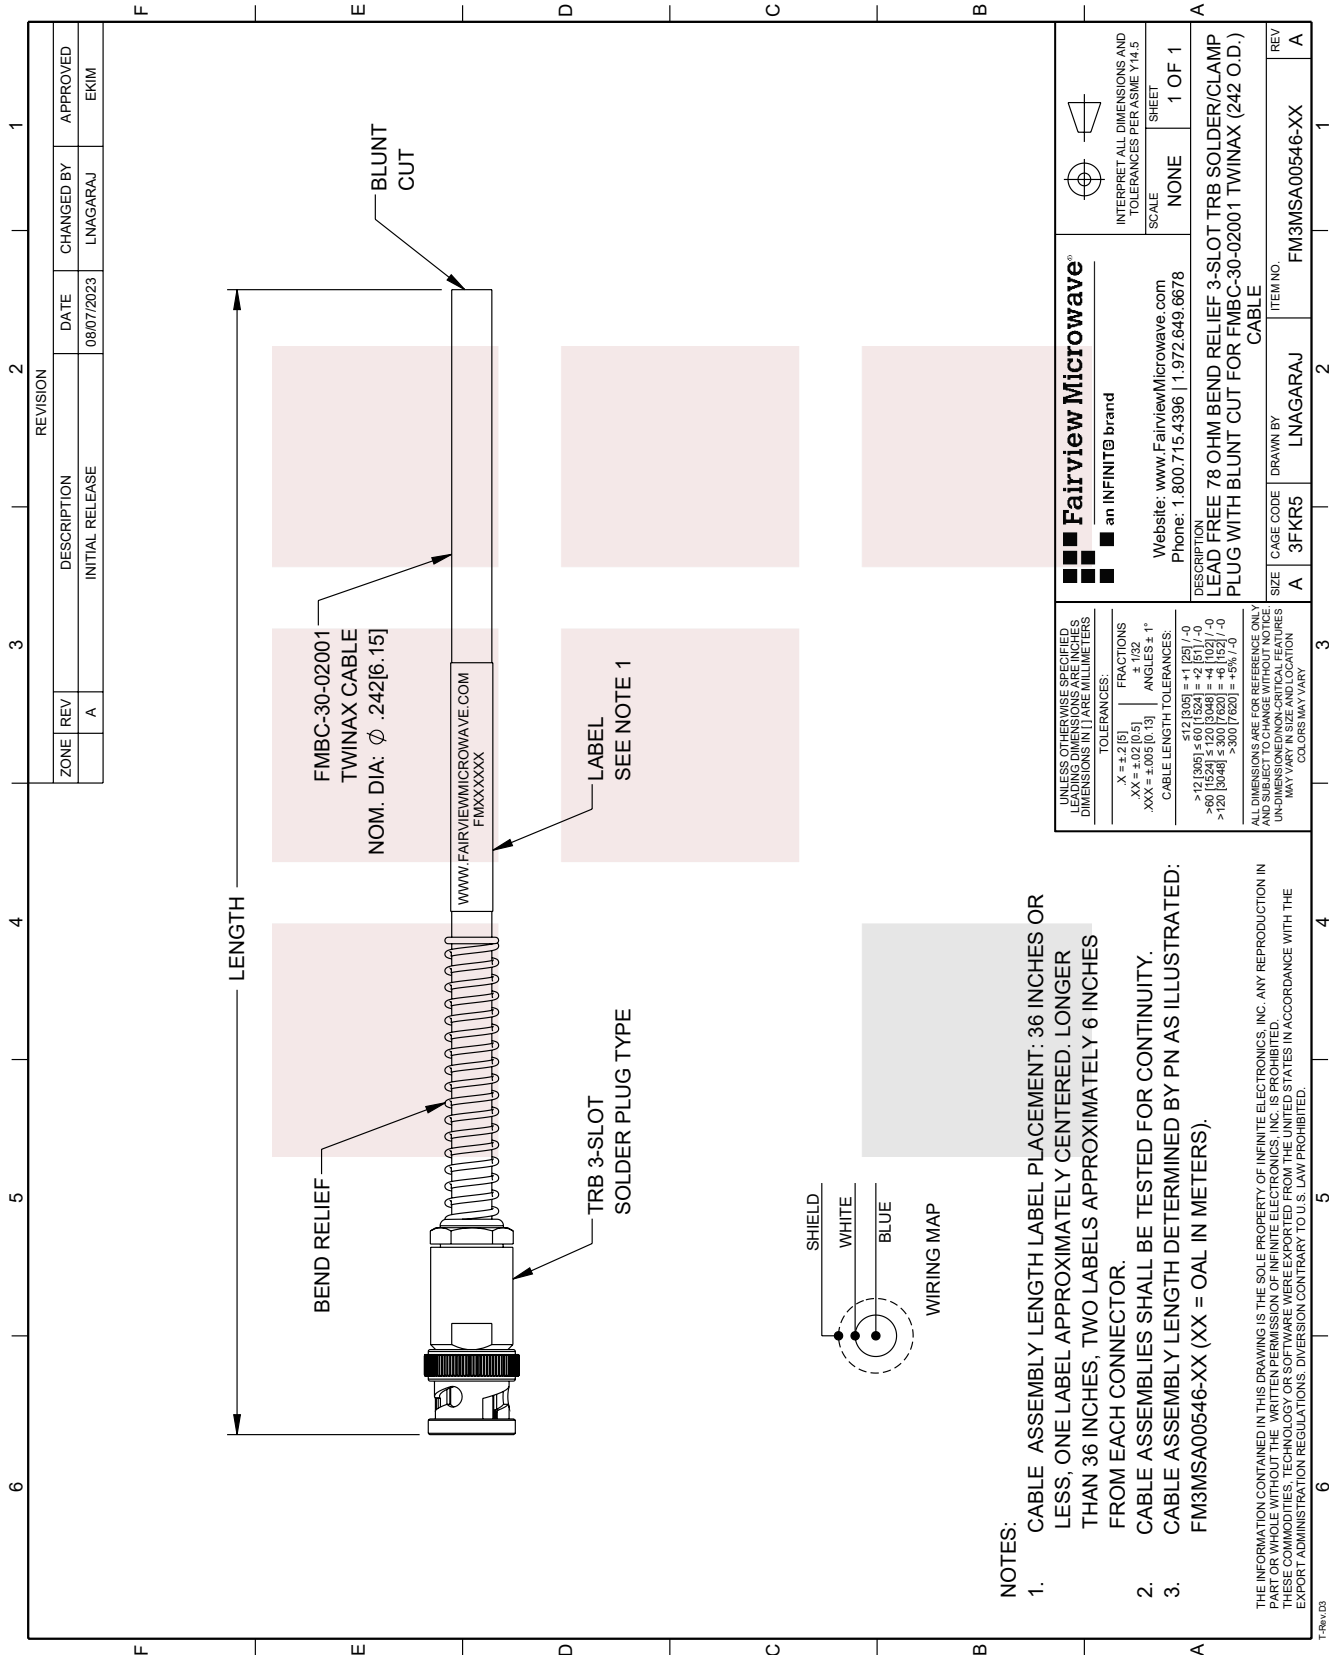 6
5
4
3
2
1
F
E
D
C
B
A
REVISION
ZONE
REV
DESCRIPTION
DATE
CHANGED BY
APPROVED
A
INITIAL RELEASE
08/07/2023
LNAGARAJ
EKIM
LENGTH
BEND RELIEF
FMBC-30-02001
TWINAX CABLE
NOM. DIA: ∅ .242[6.15]
BLUNT
CUT
WWW.FAIRVIEWMICROWAVE.COM
FMXXXXXX
TRB 3-SLOT
SOLDER PLUG TYPE
LABEL
SEE NOTE 1
SHIELD
WHITE
BLUE
WIRING MAP
NOTES:
1. CABLE ASSEMBLY LENGTH LABEL PLACEMENT: 36 INCHES OR
LESS, ONE LABEL APPROXIMATELY CENTERED. LONGER
THAN 36 INCHES, TWO LABELS APPROXIMATELY 6 INCHES
FROM EACH CONNECTOR.
2. CABLE ASSEMBLIES SHALL BE TESTED FOR CONTINUITY.
3. CABLE ASSEMBLY LENGTH DETERMINED BY PN AS ILLUSTRATED:
FM3MSA00546-XX (XX = OAL IN METERS).
THE INFORMATION CONTAINED IN THIS DRAWING IS THE SOLE PROPERTY OF INFINITE ELECTRONICS, INC. ANY REPRODUCTION IN
PART OR WHOLE WITHOUT THE WRITTEN PERMISSION OF INFINITE ELECTRONICS, INC. IS PROHIBITED.
THESE COMMODITIES, TECHNOLOGY OR SOFTWARE WERE EXPORTED FROM THE UNITED STATES IN ACCORDANCE WITH THE
EXPORT ADMINISTRATION REGULATIONS. DIVERSION CONTRARY TO U. S. LAW PROHIBITED.
UNLESS OTHERWISE SPECIFIED
LEADING DIMENSIONS ARE INCHES
DIMENSIONS IN [ ] ARE MILLIMETERS
TOLERANCES:
.X = ±.2 [5]
.XX = ±.02 [0.5]
.XXX = ±.005 [0.13]
FRACTIONS
± 1/32
ANGLES ± 1°
CABLE LENGTH TOLERANCES:
≤12 [305] = +1 [25] / -0
>12 [305] ≤ 60 [1524] = +2 [51] / -0
>60 [1524] ≤ 120 [3048] = +4 [102] / -0
>120 [3048] ≤ 300 [7620] = +6 [152] / -0
>300 [7620] = +5% / -0
ALL DIMENSIONS ARE FOR REFERENCE ONLY
AND SUBJECT TO CHANGE WITHOUT NOTICE.
UN-DIMENSIONED/NON-CRITICAL FEATURES
MAY VARY IN SIZE AND LOCATION
COLORS MAY VARY
Fairview Microwave®
an INFINIT@ brand
Website: www.FairviewMicrowave.com
Phone: 1.800.715.4396 | 1.972.649.6678
INTERPRET ALL DIMENSIONS AND
TOLERANCES PER ASME Y14.5
SCALE
NONE
SHEET
1 OF 1
DESCRIPTION
LEAD FREE 78 OHM BEND RELIEF 3-SLOT TRB SOLDER/CLAMP
PLUG WITH BLUNT CUT FOR FMBC-30-02001 TWINAX (242 O.D.)
CABLE
SIZE
A
CAGE CODE
3FKR5
DRAWN BY
LNAGARAJ
ITEM NO.
FM3MSA00546-XX
REV
A
F
E
D
C
B
A
6
5
4
3
2
1
T-Rev.D3